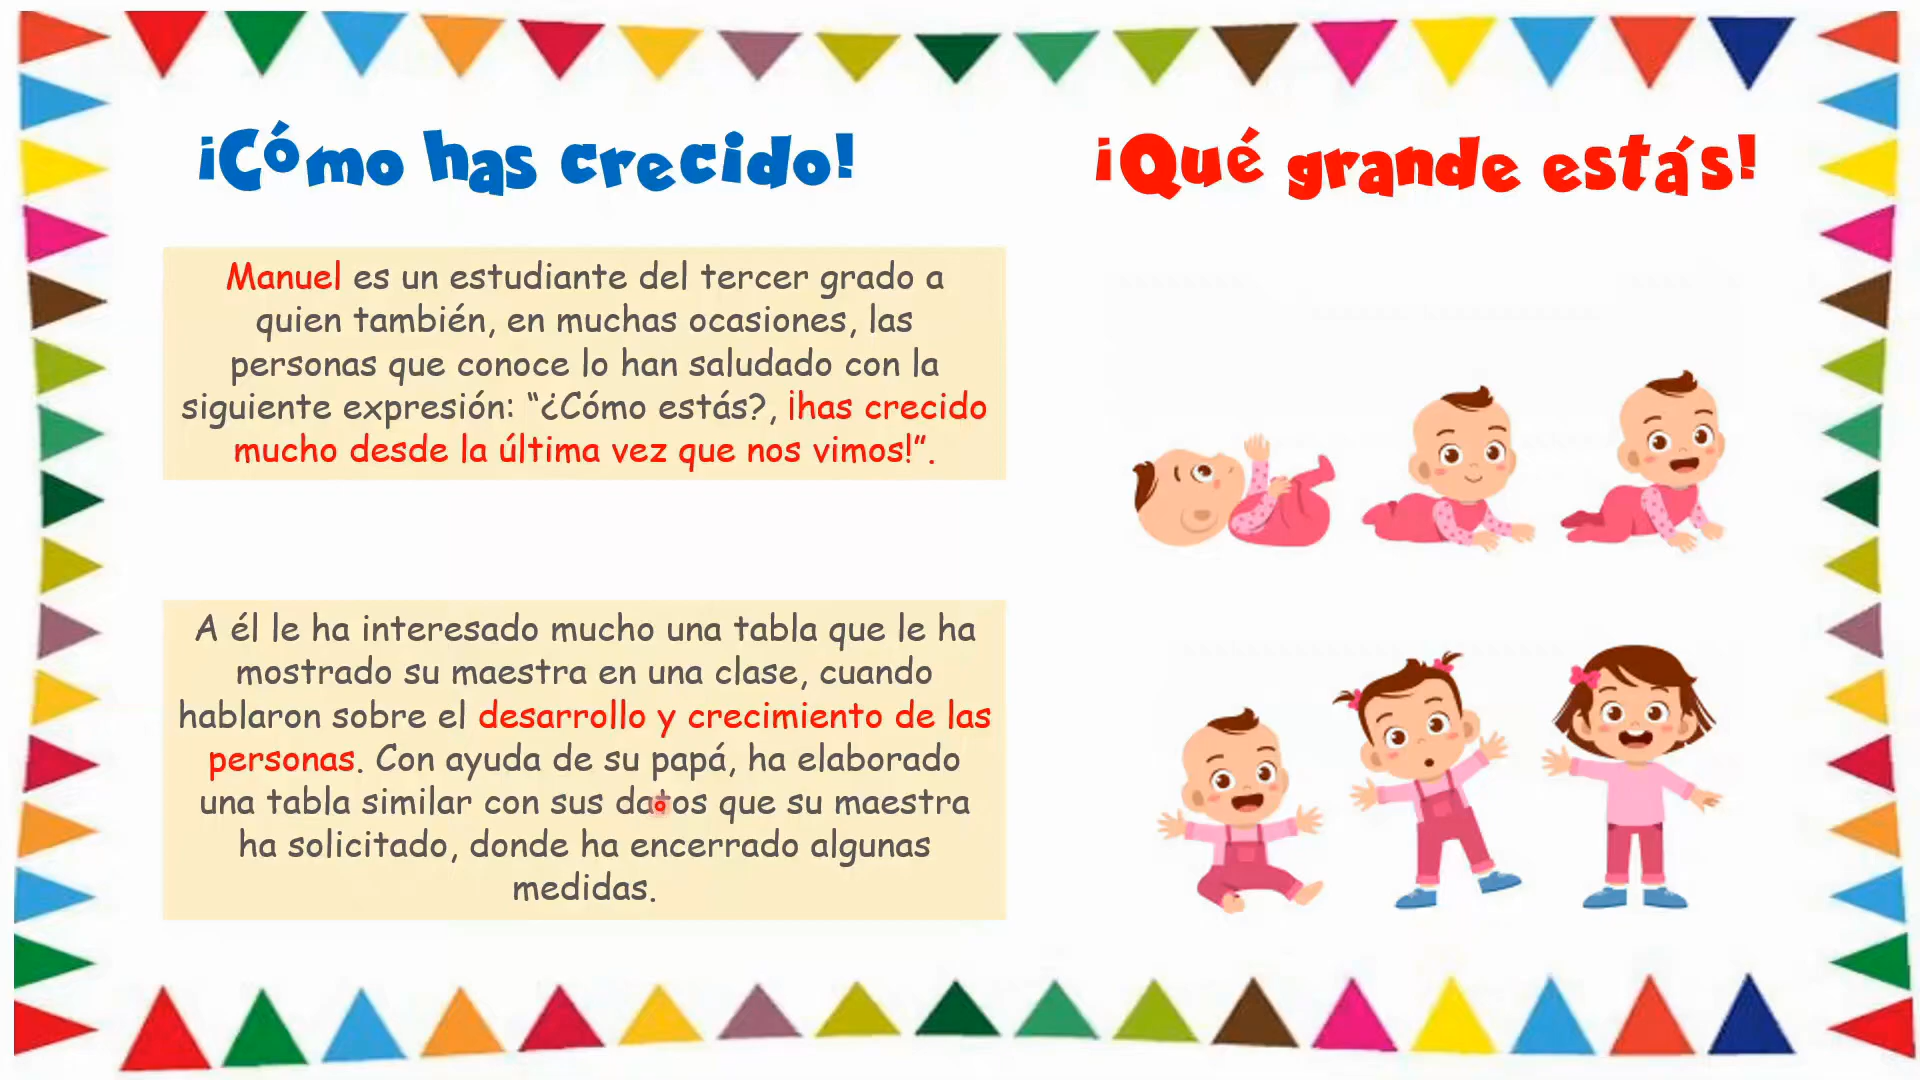 ¡Cómo has crecido!
¡Qué grande estás!
Manuel es un estudiante del tercer grado a
quien también, en muchas ocasiones, las
personas que conoce lo han saludado con la
siguiente expresión: “¿Cómo estás?, ¡has crecido
mucho desde la última vez que nos vimos!”.
A él le ha interesado mucho una tabla que le ha
mostrado su maestra en una clase, cuando
hablaron sobre el desarrollo y crecimiento de las
personas. Con ayuda de su papá, ha elaborado
una tabla similar con sus datos que su maestra
ha solicitado, donde ha encerrado algunas
medidas.